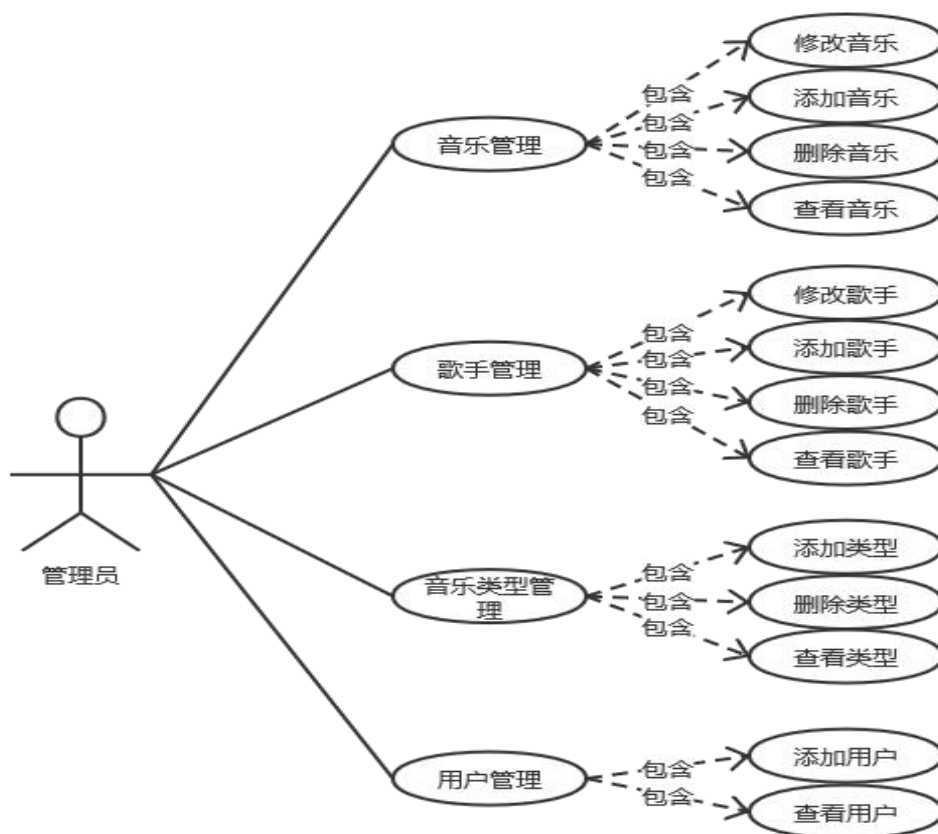 修改音乐
包含
添加音乐
包含
音乐管理
包含
删除音乐
包含
查看音乐
修改歌手
包含
添加歌手
包含
歌手管理
包含
删除歌手
包含
查看歌手
管理员
添加类型
包含
音乐类型管
理
包含
删除类型
包含
查看类型
添加用户
包含
用户管理
包含
查看用户